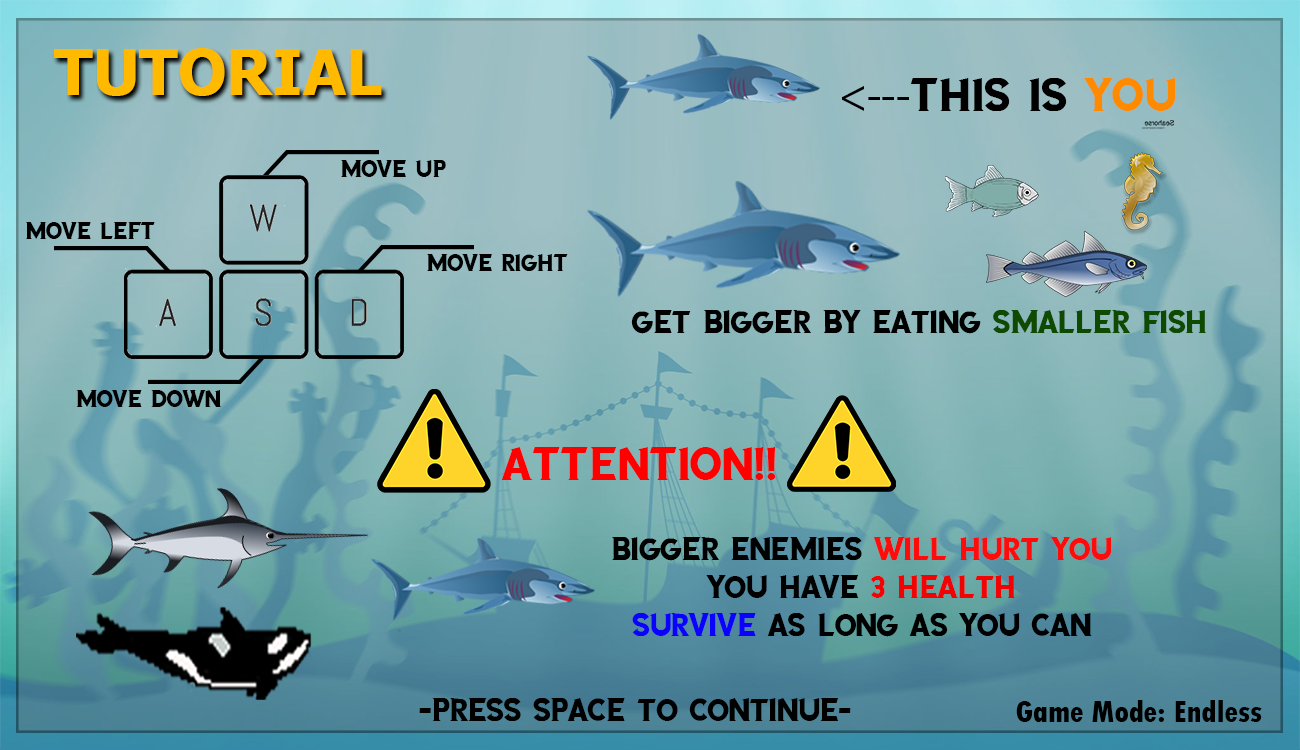 TUTORIAL
<---THIS IS YOU
Seahorse
MOVE UP
W
MOVE LEFT
MOVE RIGHT
A
S
D
MOVE DOWN
GET BIGGER BY EATING SMALLER FISH
ATTENTION!!
BIGGER ENEMIES WILL HURT YOU
YOU HAVE 3 HEALTH
SURVIVE AS LONG AS YOU CAN
-PRESS SPACE TO CONTINUE-
Game Mode: Endless